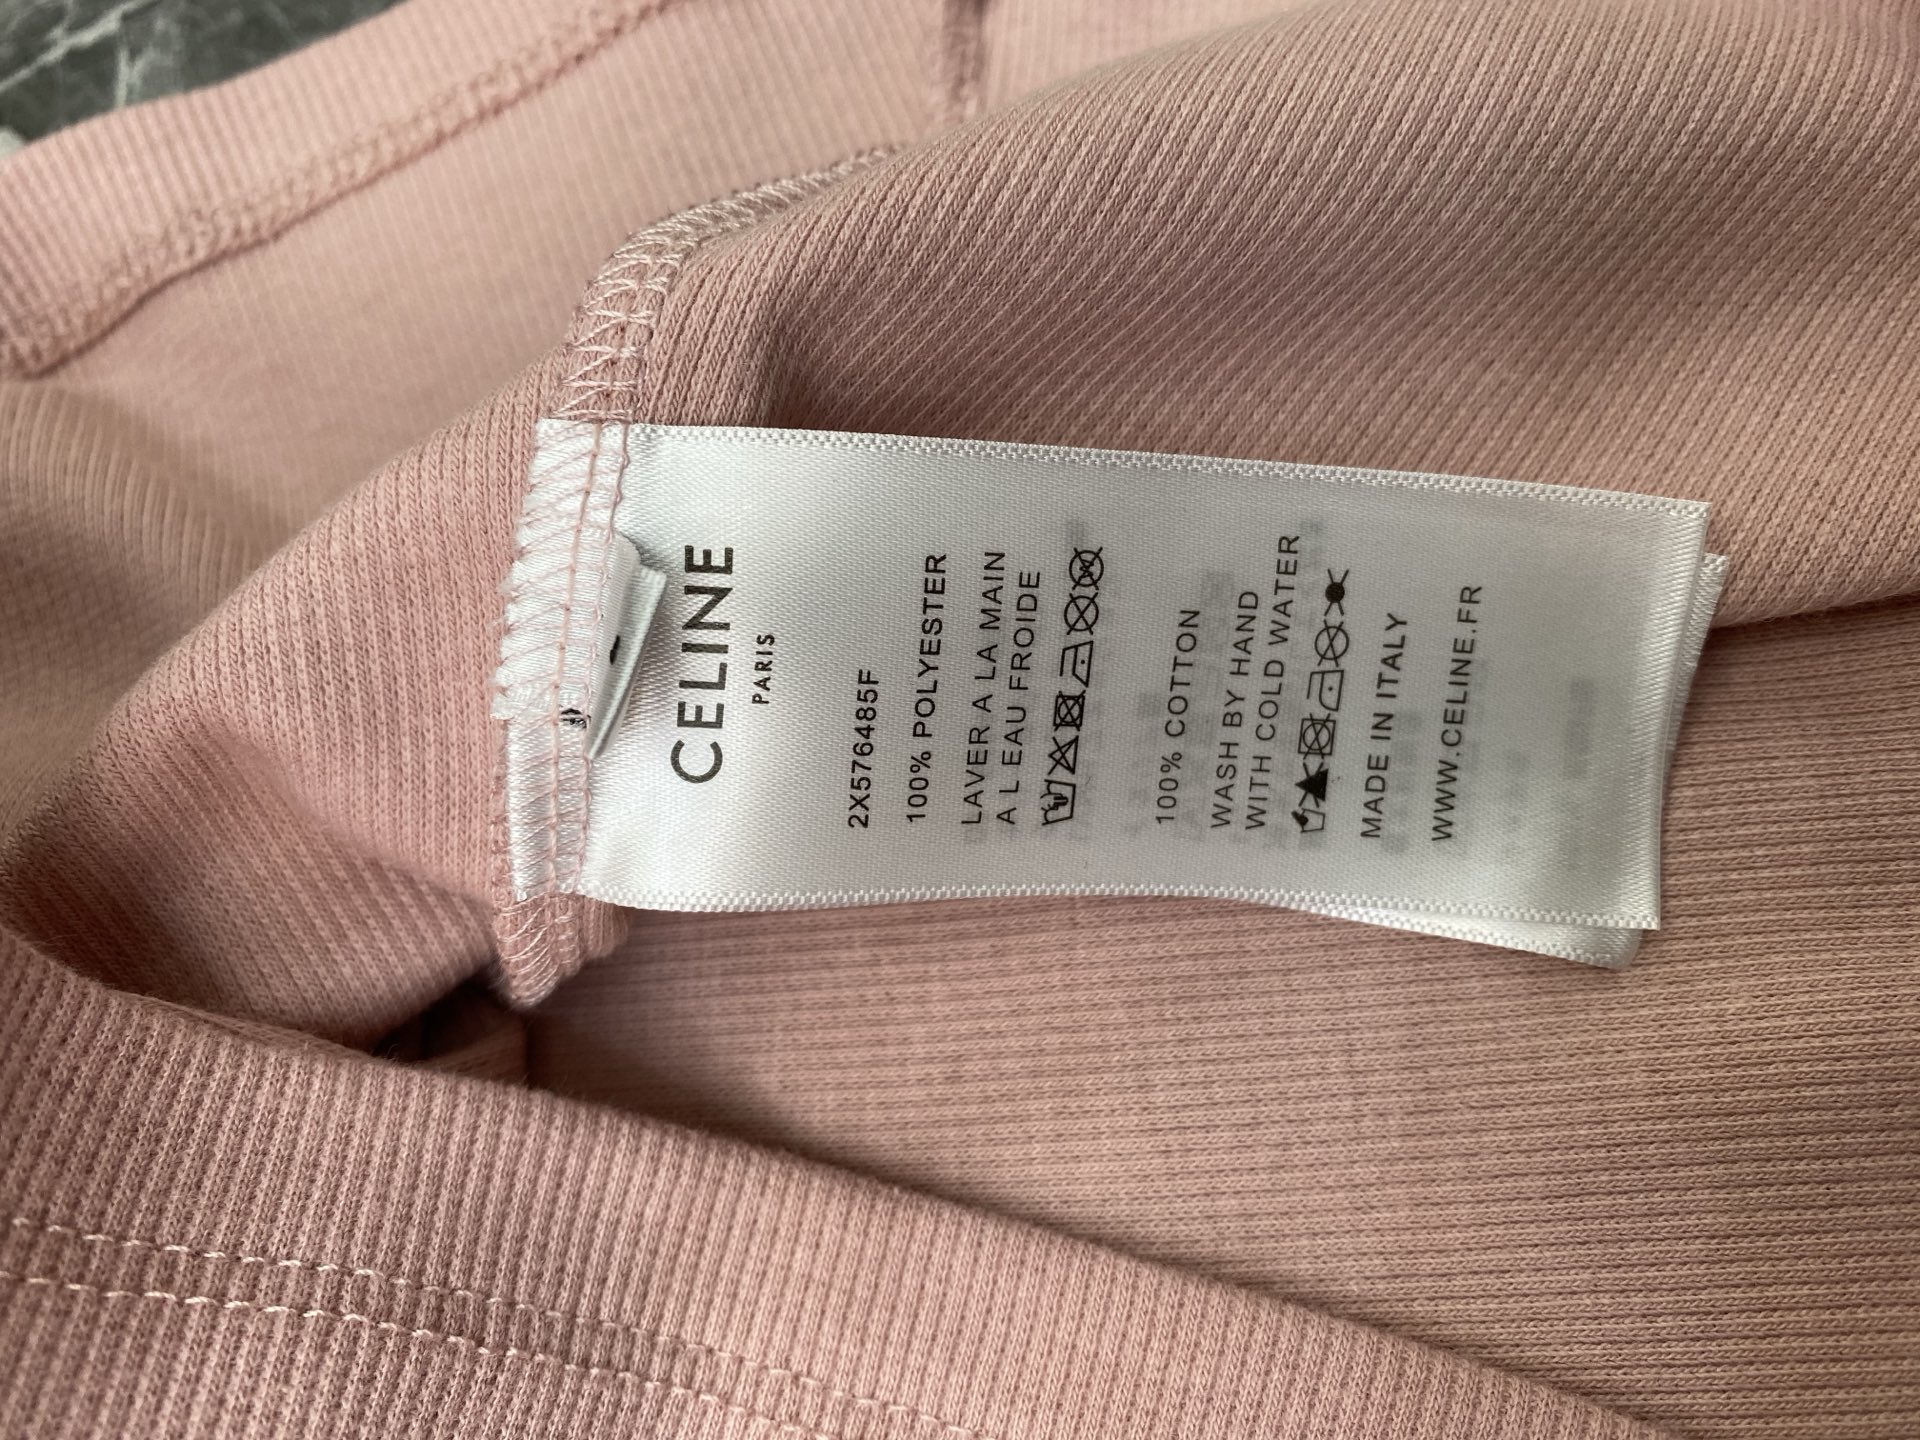 CELINE
PARIS
2X576485F
100% POLYESTER
LAVER A LA MAIN
A L EAU FROIDE
100% COTTON
WASH BY HAND
WITH COLD WATER
MADE IN ITALY
WWW.CELINE.FR